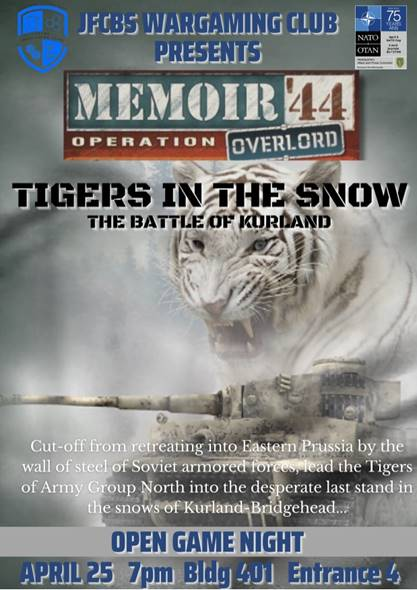 JFCBS WARGAMING CLUB
PRESENTS
75
NATO
OTAN
MEMOIR '44
OPERATION OVERLORD
TIGERS IN THE SNOW
THE BATTLE OF KURLAND
Cut-off from retreating into Eastern Prussia by the
wall of steel of Soviet armored forces, lead the Tigers
of Army Group North into the desperate last stand in
the snows of Kurland-Bridgehead...
OPEN GAME NIGHT
APRIL 25 7pm Bldg 401 Entrance 4